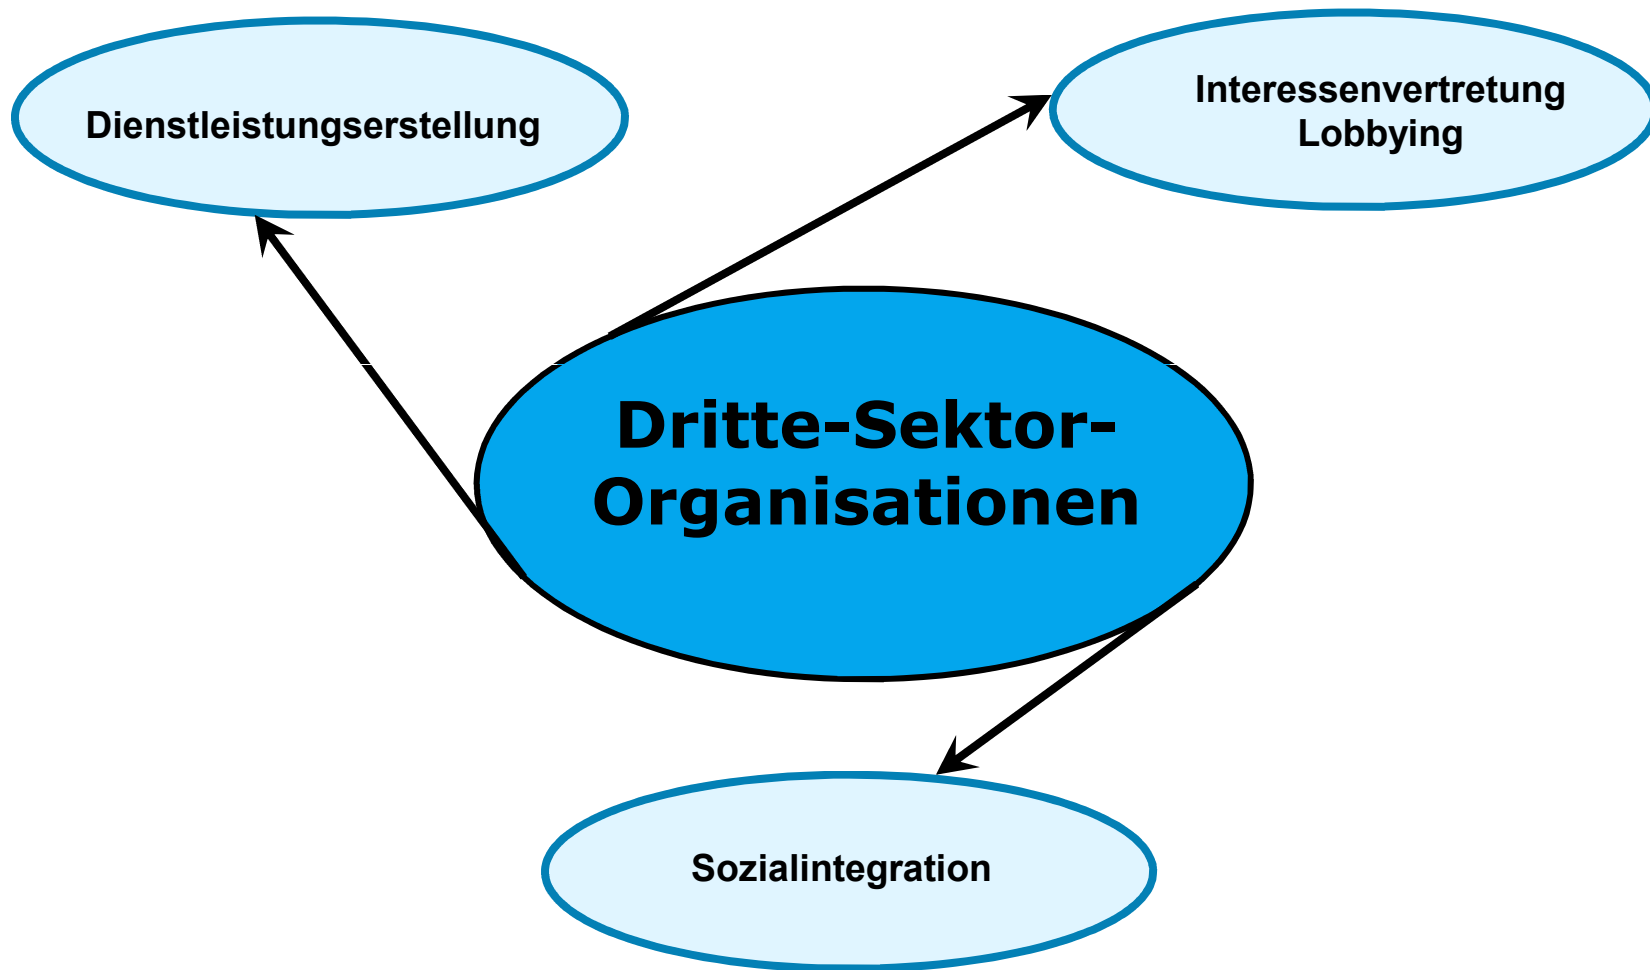 Dienstleistungserstellung
Interessenvertretung
Lobbying
Dritte-Sektor-
Organisationen
Sozialintegration